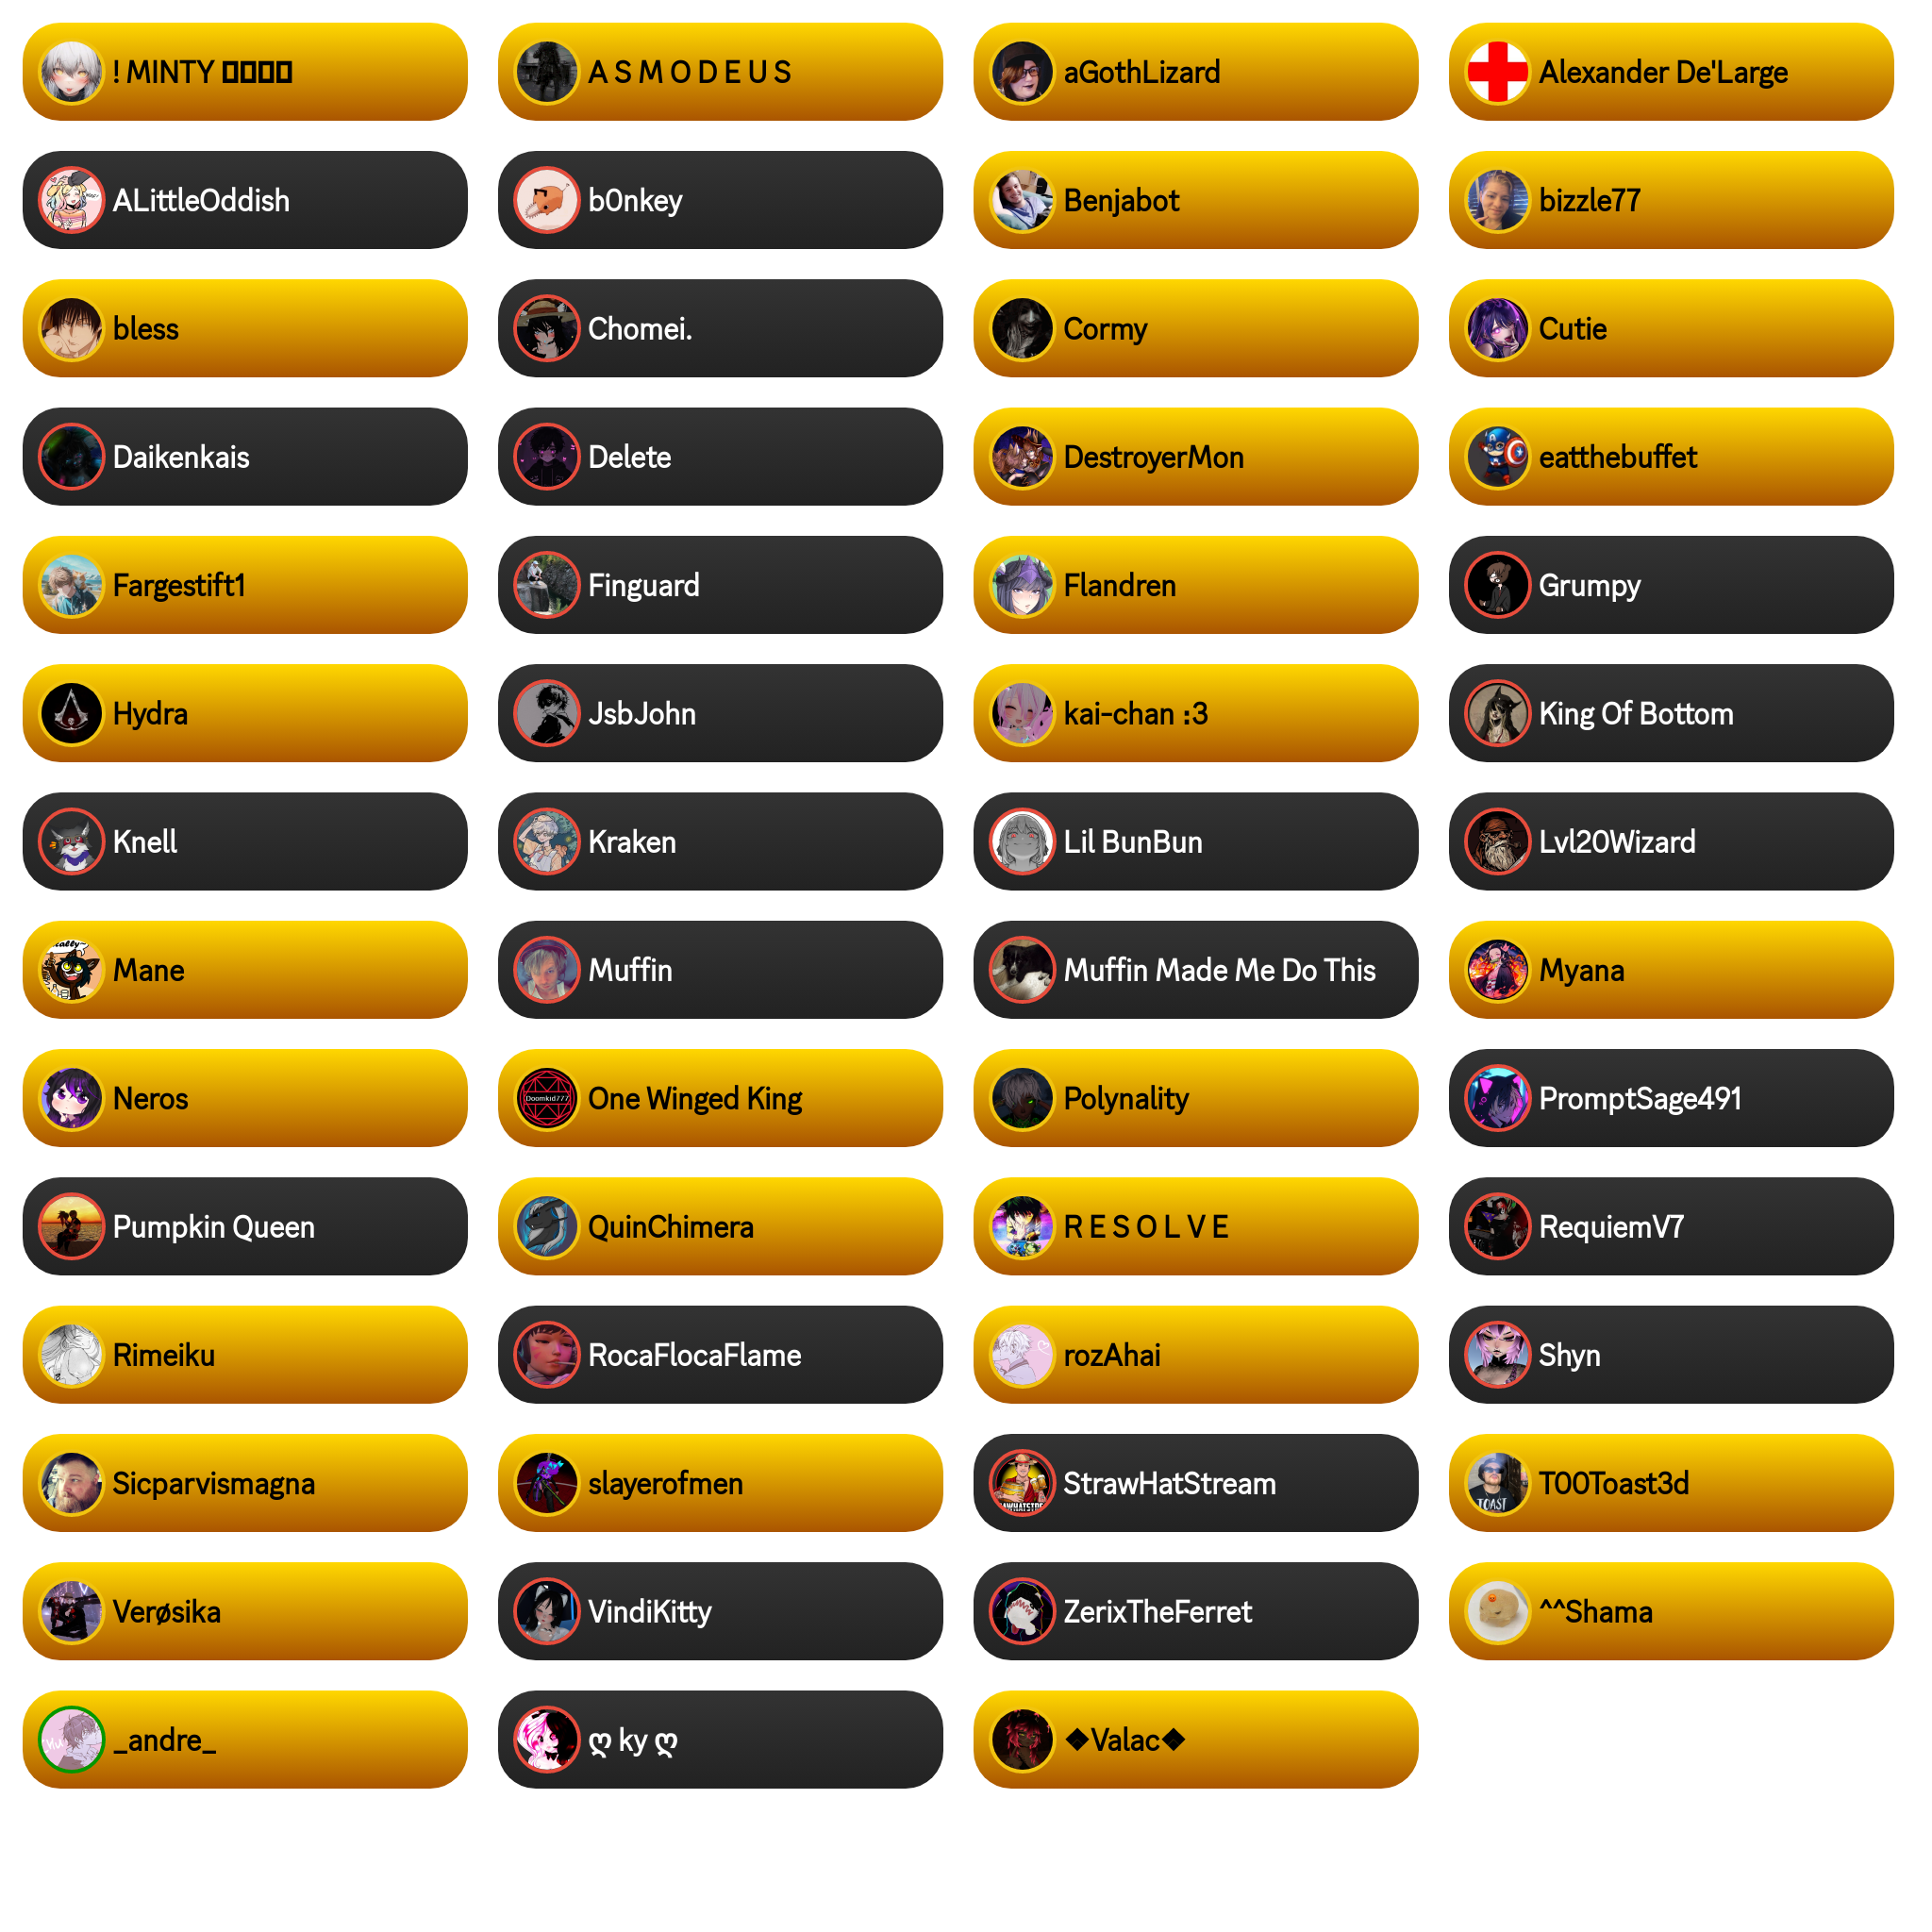 ! MINTY
A S M O D E U S
aGothLizard
Alexander De'Large
ALittleOddish
b0nkey
Benjabot
bizzle77
bless
Chomei.
Cormy
Cutie
Daikenkais
Delete
DestroyerMon
eatthebuffet
Fargestift1
Finguard
Flandren
Grumpy
Hydra
JsbJohn
kai-chan :3
King Of Bottom
Knell
Kraken
Lil BunBun
Lvl20Wizard
Mane
Muffin
Muffin Made Me Do This
Myana
Neros
Doomkid777
One Winged King
Polynality
PromptSage491
Pumpkin Queen
QuinChimera
R E S O L V E
RequiemV7
Rimeiku
RocaFlocaFlame
rozAhai
Shyn
Sicparvismagna
slayerofmen
StrawHatStream
TOAST
T00Toast3d
Verøsika
VindiKitty
ZerixTheFerret
^^Shama
_andre_
ღ ky ღ
❖Valac❖